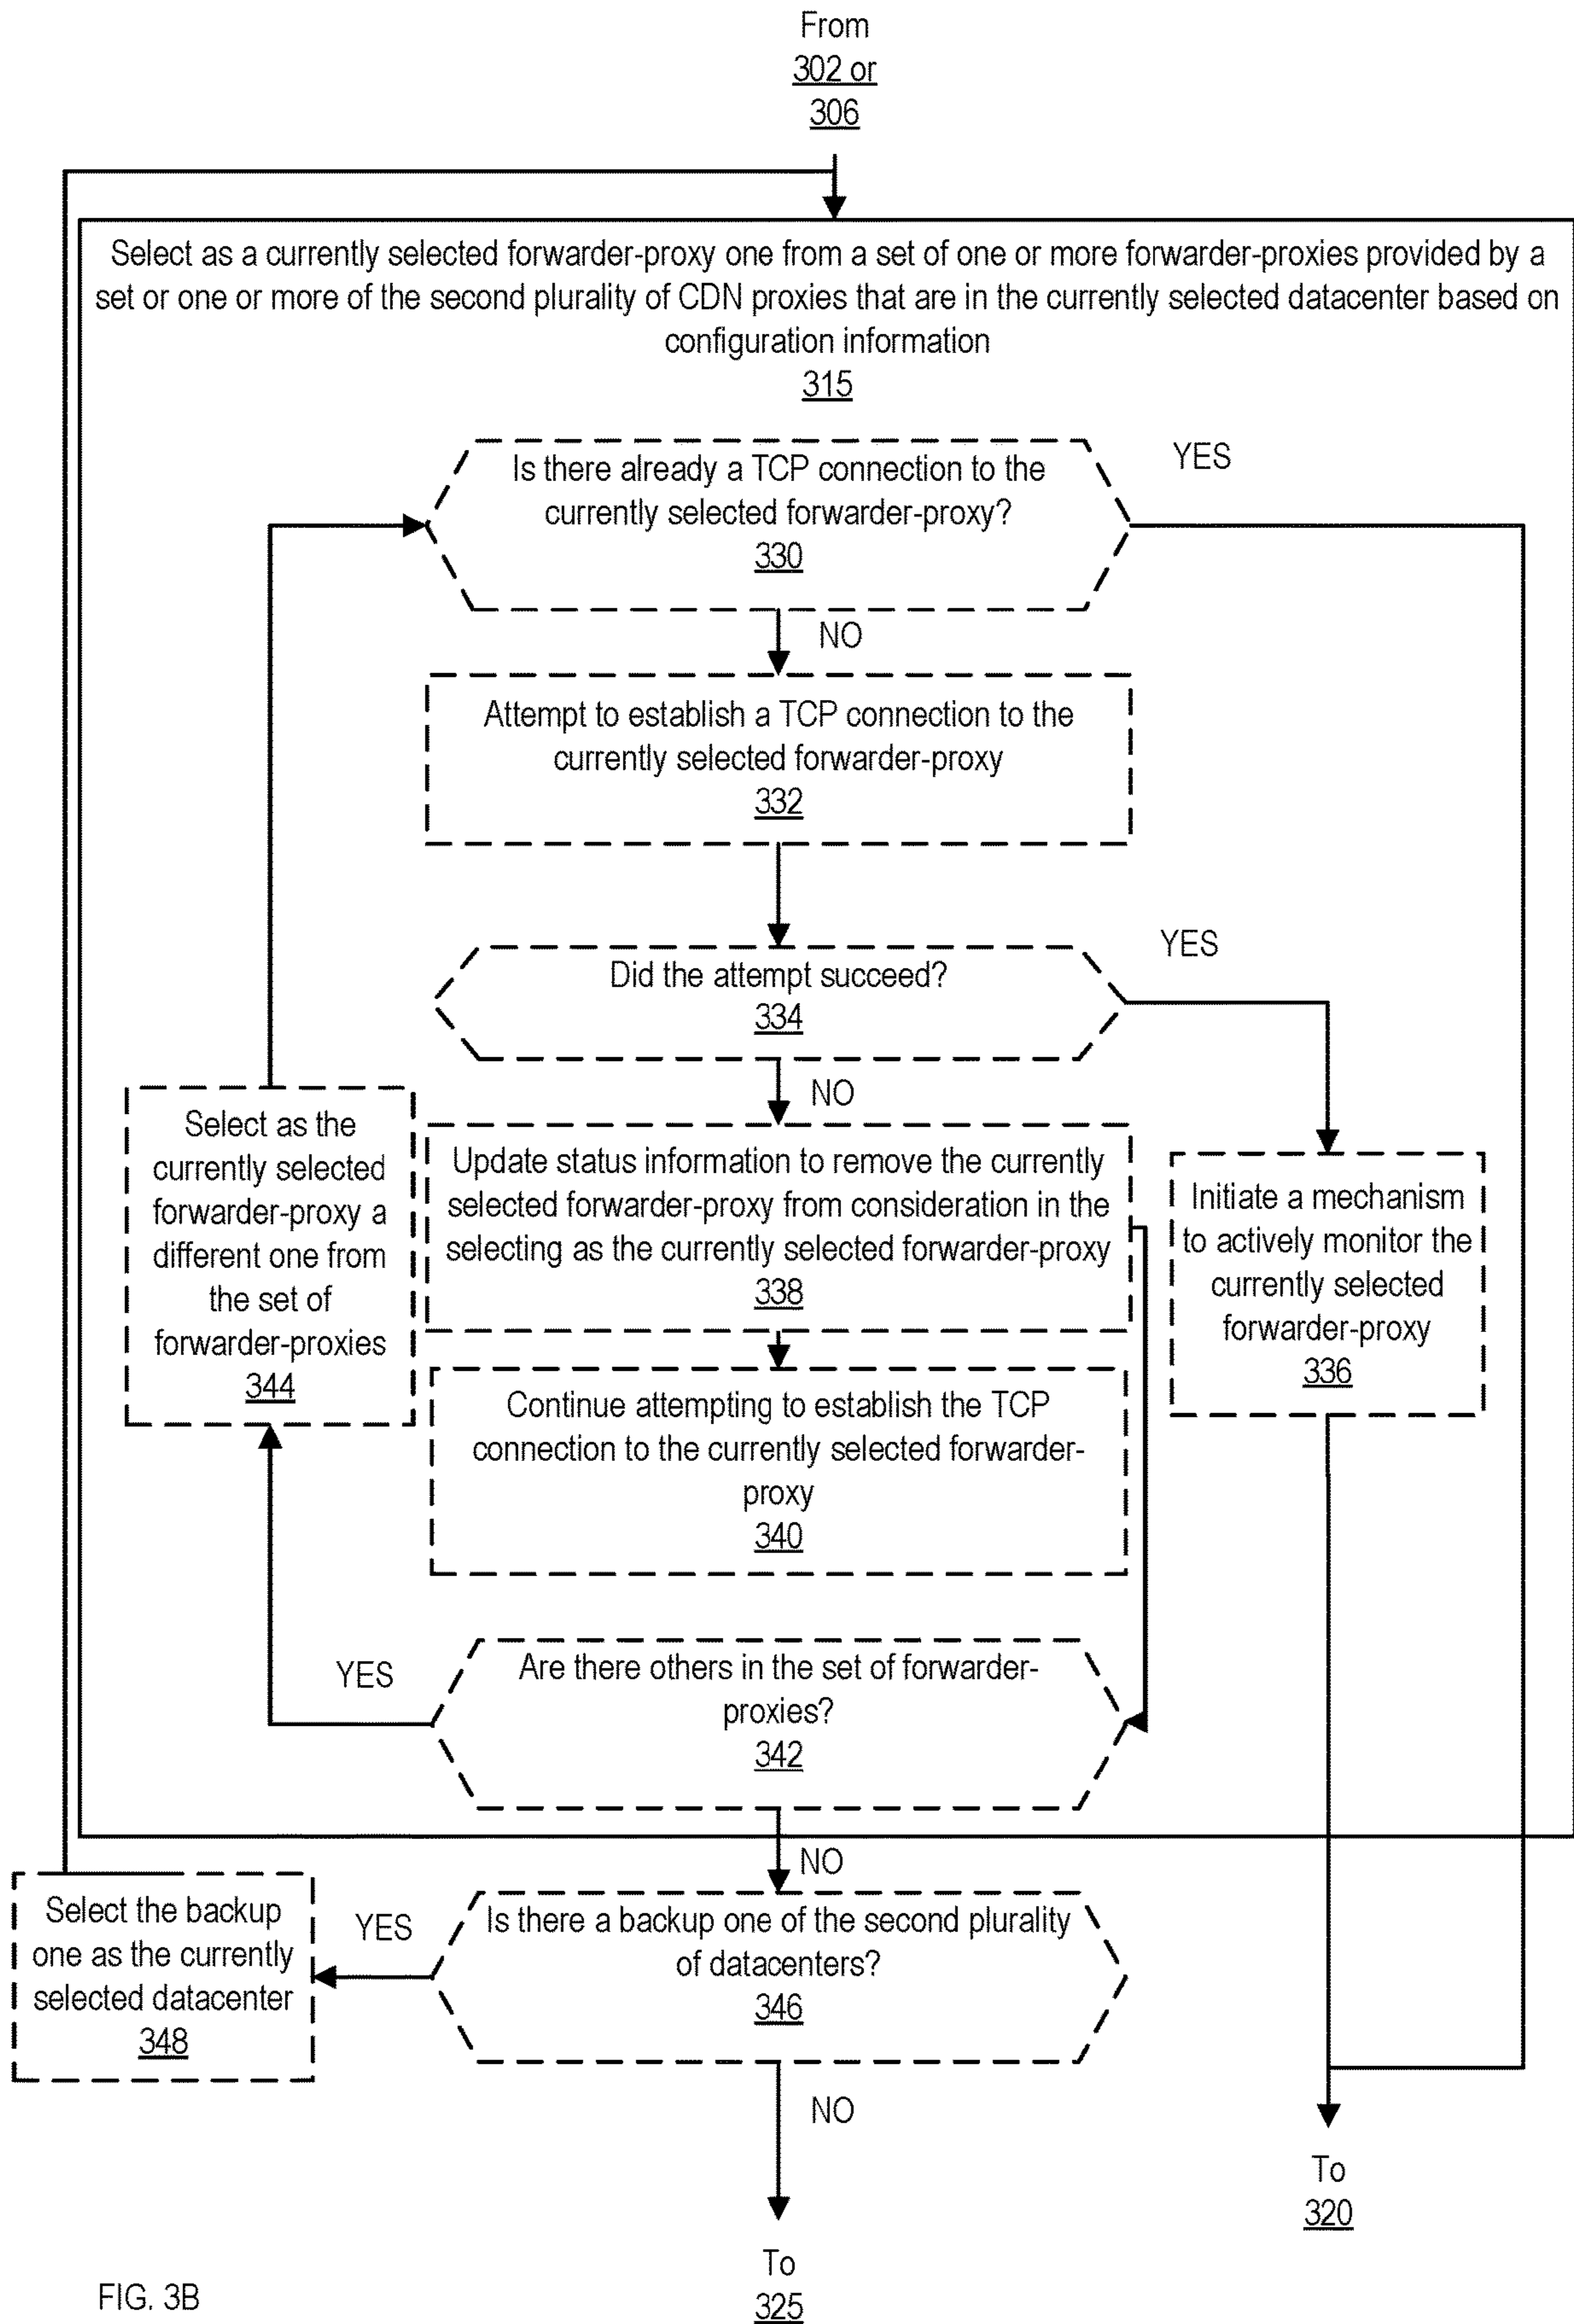 From
302 or
306
Select as a currently selected forwarder-proxy one from a set of one or more forwarder-proxies provided by a
set or one or more of the second plurality of CDN proxies that are in the currently selected datacenter based on
configuration information
315
Is there already a TCP connection to the
currently selected forwarder-proxy?
330
YES
NO
Attempt to establish a TCP connection to the
currently selected forwarder-proxy
332
Did the attempt succeed?
334
YES
NO
Select as the
currently selected
forwarder-proxy a
different one from
the set of
forwarder-proxies
344
Update status information to remove the currently
selected forwarder-proxy from consideration in the
selecting as the currently selected forwarder-proxy
338
Initiate a mechanism
to actively monitor the
currently selected
forwarder-proxy
336
Continue attempting to establish the TCP
connection to the currently selected forwarder-
proxy
340
YES
Are there others in the set of forwarder-
proxies?
342
NO
Select the backup
one as the currently
selected datacenter
348
YES
Is there a backup one of the second plurality
of datacenters?
346
NO
To
320
To
325
FIG. 3B